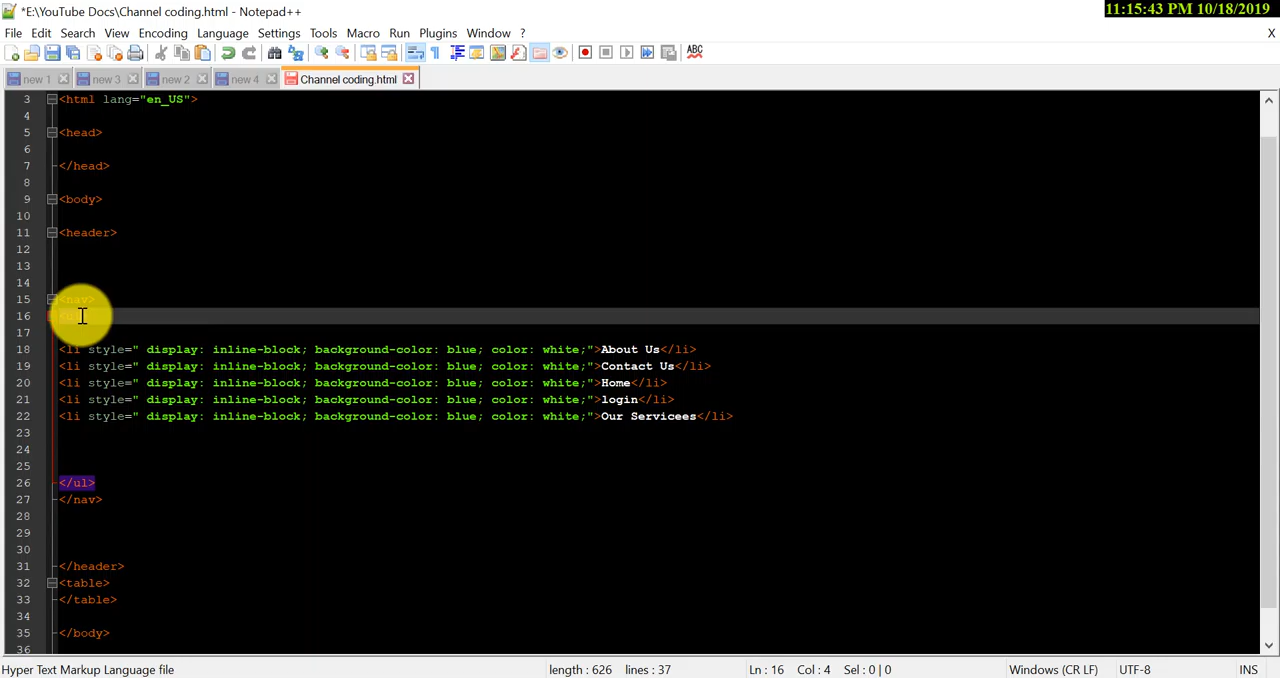 *E:\YouTube Docs\Channel coding.html - Notepad++
11:15:43 PM 10/18/2019
File Edit Search View Encoding Language Settings Tools Macro Run Plugins Window ? X
ABC
new 1 new 3 new 2 new 4 Channel coding.html
3 <html lang="en_US">
4
5 <head>
6
7 </head>
8
9 <body>
10
11 <header>
12
13
14
15 <nav>
16
17
18 <li style=" display: inline-block; background-color: blue; color: white;">About Us</li>
19 <li style=" display: inline-block; background-color: blue; color: white;">Contact Us</li>
20 <li style=" display: inline-block; background-color: blue; color: white;">Home</li>
21 <li style=" display: inline-block; background-color: blue; color: white;">login</li>
22 <li style=" display: inline-block; background-color: blue; color: white;">Our Servicees</li>
23
24
25
26 </ul>
27 </nav>
28
29
30
31 </header>
32 <table>
33 </table>
34
35 </body>
36
Hyper Text Markup Language file length : 626 lines : 37 Ln : 16 Col : 4 Sel : 0 | 0 Windows (CR LF) UTF-8 INS